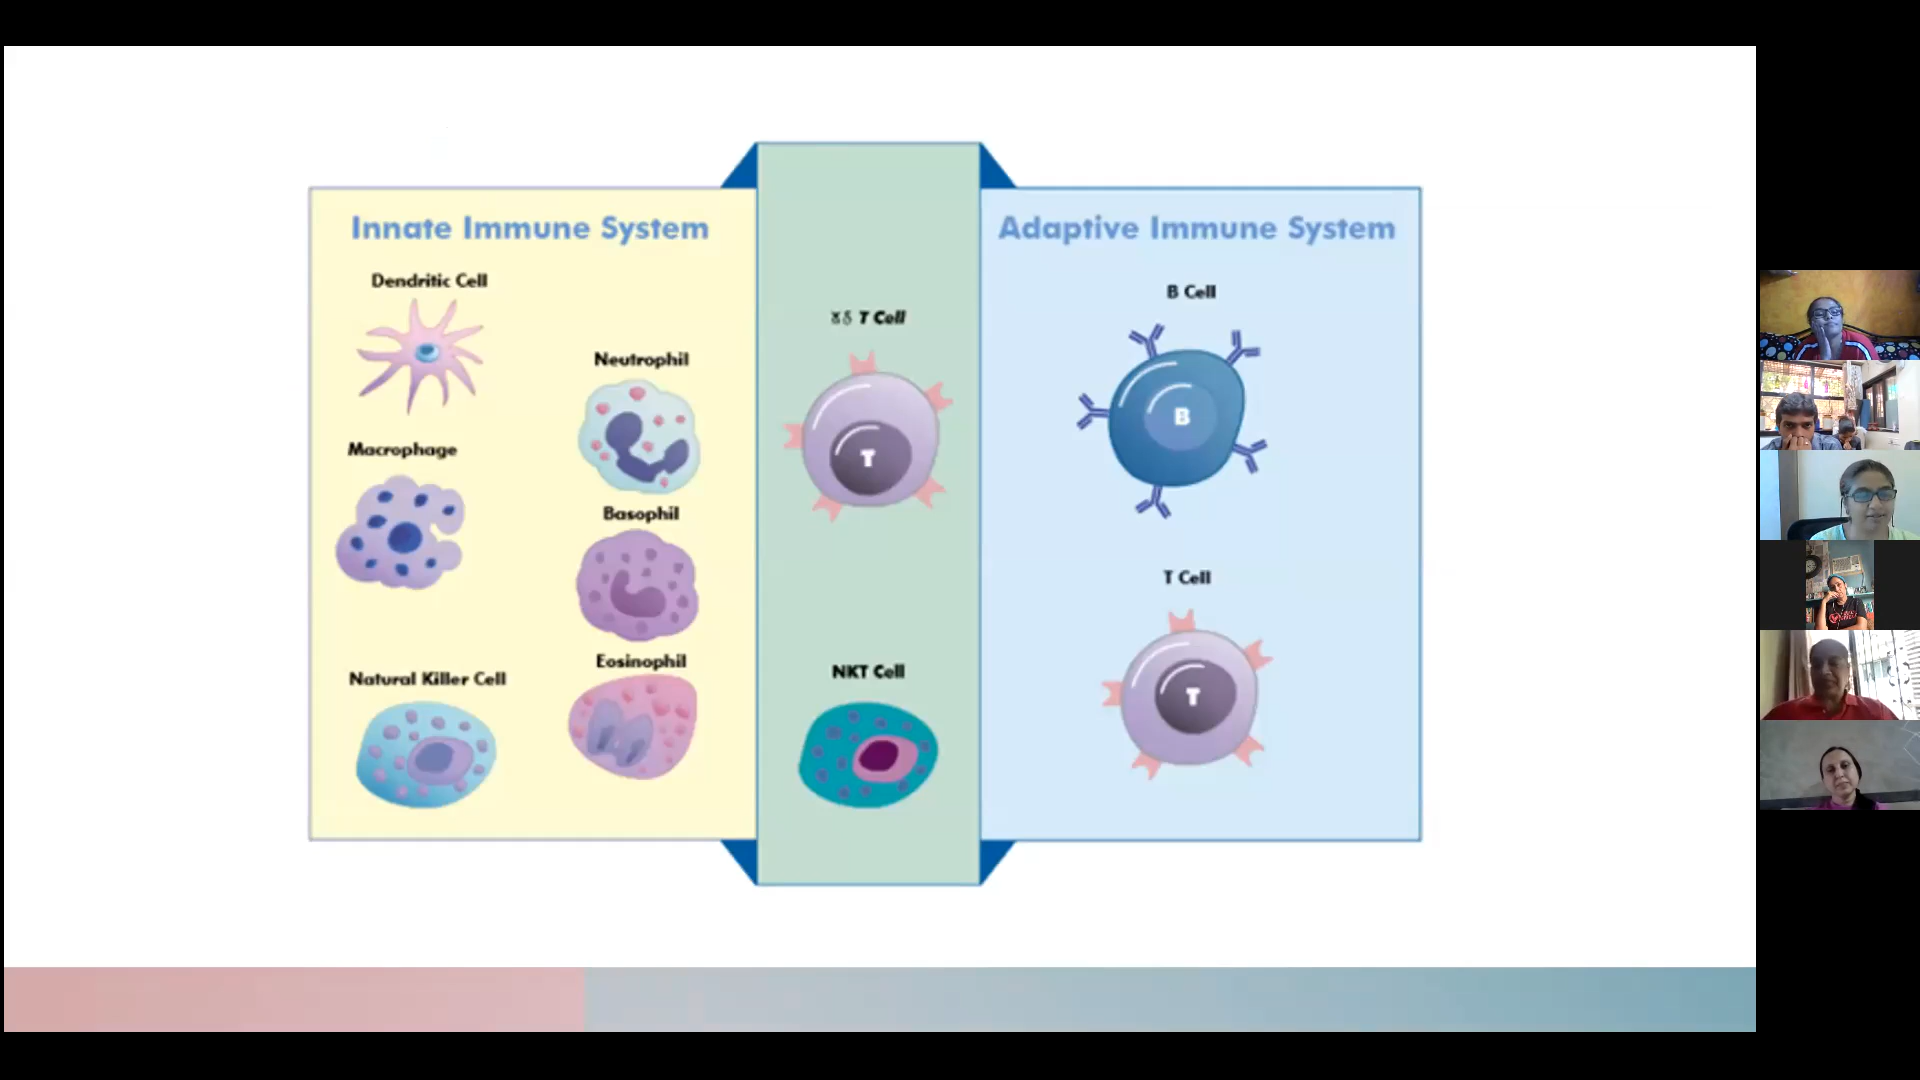 Innate Immune System
Dendritic Cell
Neutrophil
Macrophage
Basophil
Eosinophil
Natural Killer Cell
ɣδ T Cell
T
NKT Cell
Adaptive Immune System
B Cell
B
T Cell
T